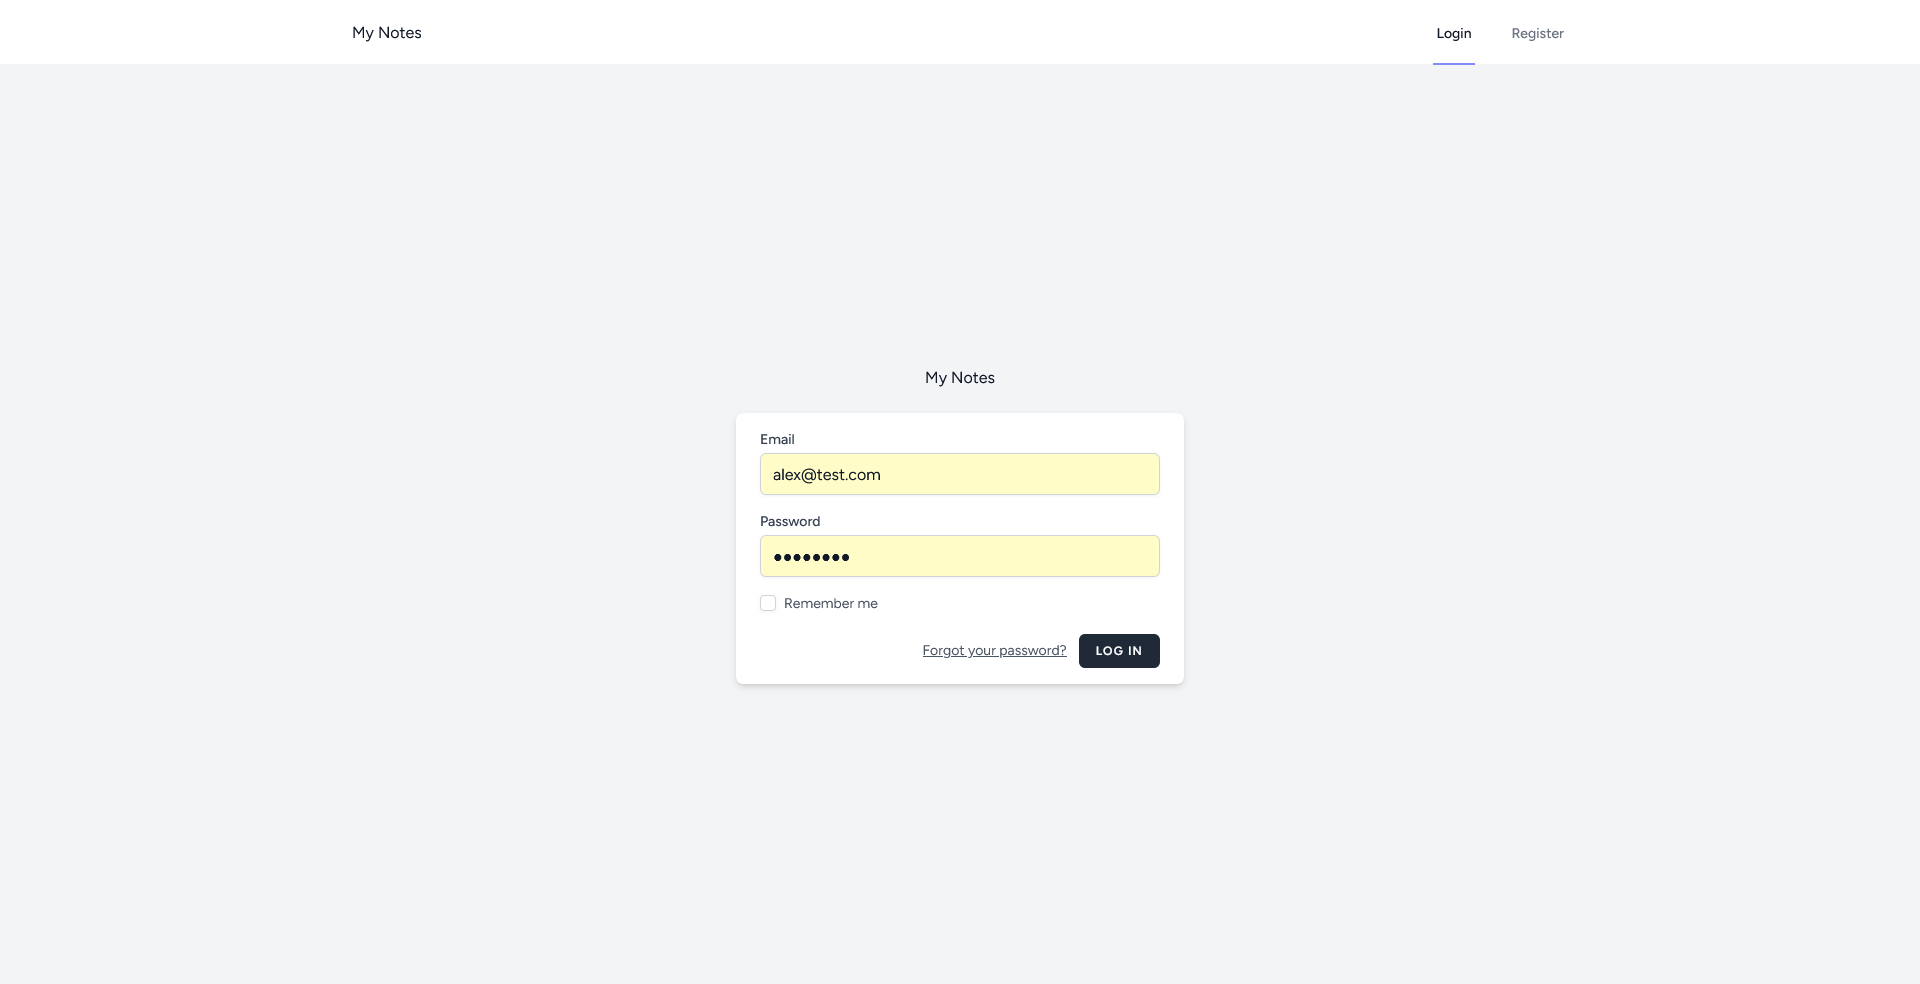 My Notes
Login
Register
My Notes
Email
alex@test.com
Password
●●●●●●●●
Remember me
Forgot your password?
LOG IN